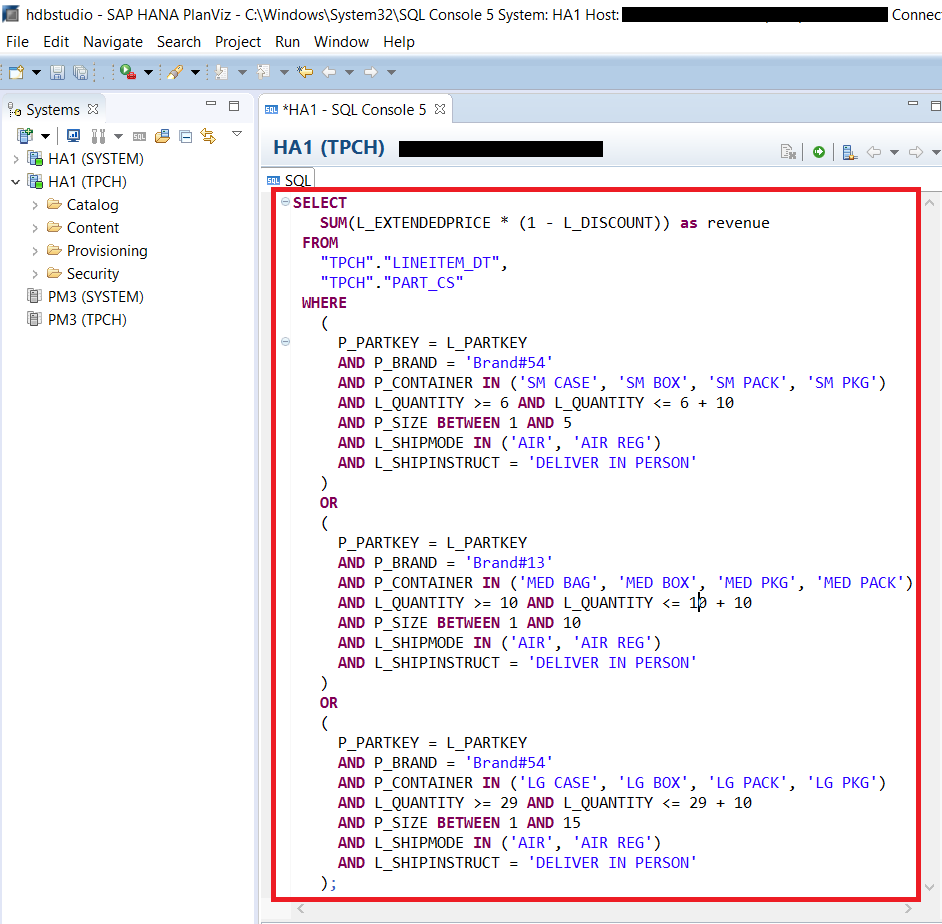 hdbstudio - SAP HANA PlanViz - C:\Windows\System32\SQL Console 5 System: HA1 Host: Connec
File Edit Navigate Search Project Run Window Help
Systems
*HA1 - SQL Console 5
HA1 (SYSTEM)
HA1 (TPCH)
Catalog
Content
Provisioning
Security
PM3 (SYSTEM)
PM3 (TPCH)
HA1 (TPCH)
SQL
SELECT
SUM(L_EXTENDEDPRICE * (1 - L_DISCOUNT)) as revenue
FROM
"TPCH"."LINEITEM_DT",
"TPCH"."PART_CS"
WHERE
(
P_PARTKEY = L_PARTKEY
AND P_BRAND = 'Brand#54'
AND P_CONTAINER IN ('SM CASE', 'SM BOX', 'SM PACK', 'SM PKG')
AND L_QUANTITY >= 6 AND L_QUANTITY <= 6 + 10
AND P_SIZE BETWEEN 1 AND 5
AND L_SHIPMODE IN ('AIR', 'AIR REG')
AND L_SHIPINSTRUCT = 'DELIVER IN PERSON'
)
OR
(
P_PARTKEY = L_PARTKEY
AND P_BRAND = 'Brand#13'
AND P_CONTAINER IN ('MED BAG', 'MED BOX', 'MED PKG', 'MED PACK')
AND L_QUANTITY >= 10 AND L_QUANTITY <= 10 + 10
AND P_SIZE BETWEEN 1 AND 10
AND L_SHIPMODE IN ('AIR', 'AIR REG')
AND L_SHIPINSTRUCT = 'DELIVER IN PERSON'
)
OR
(
P_PARTKEY = L_PARTKEY
AND P_BRAND = 'Brand#54'
AND P_CONTAINER IN ('LG CASE', 'LG BOX', 'LG PACK', 'LG PKG')
AND L_QUANTITY >= 29 AND L_QUANTITY <= 29 + 10
AND P_SIZE BETWEEN 1 AND 15
AND L_SHIPMODE IN ('AIR', 'AIR REG')
AND L_SHIPINSTRUCT = 'DELIVER IN PERSON'
);